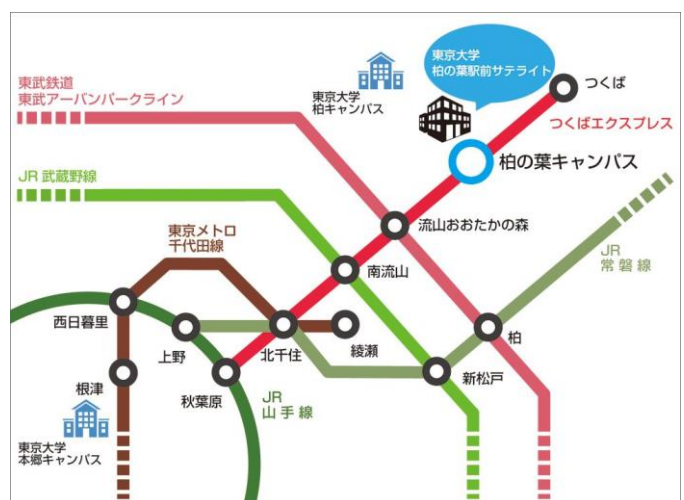 東武鉄道
東武アーバンパークライン
東京大学
柏キャンパス
東京大学
柏の葉駅前サテライト
つくば
つくばエクスプレス
柏の葉キャンパス
JR 武蔵野線
東京メトロ
千代田線
流山おおたかの森
JR
常磐線
南流山
西日暮里
上野
北千住
綾瀬
柏
根津
秋葉原
JR
山手線
新松戸
東京大学
本郷キャンパス